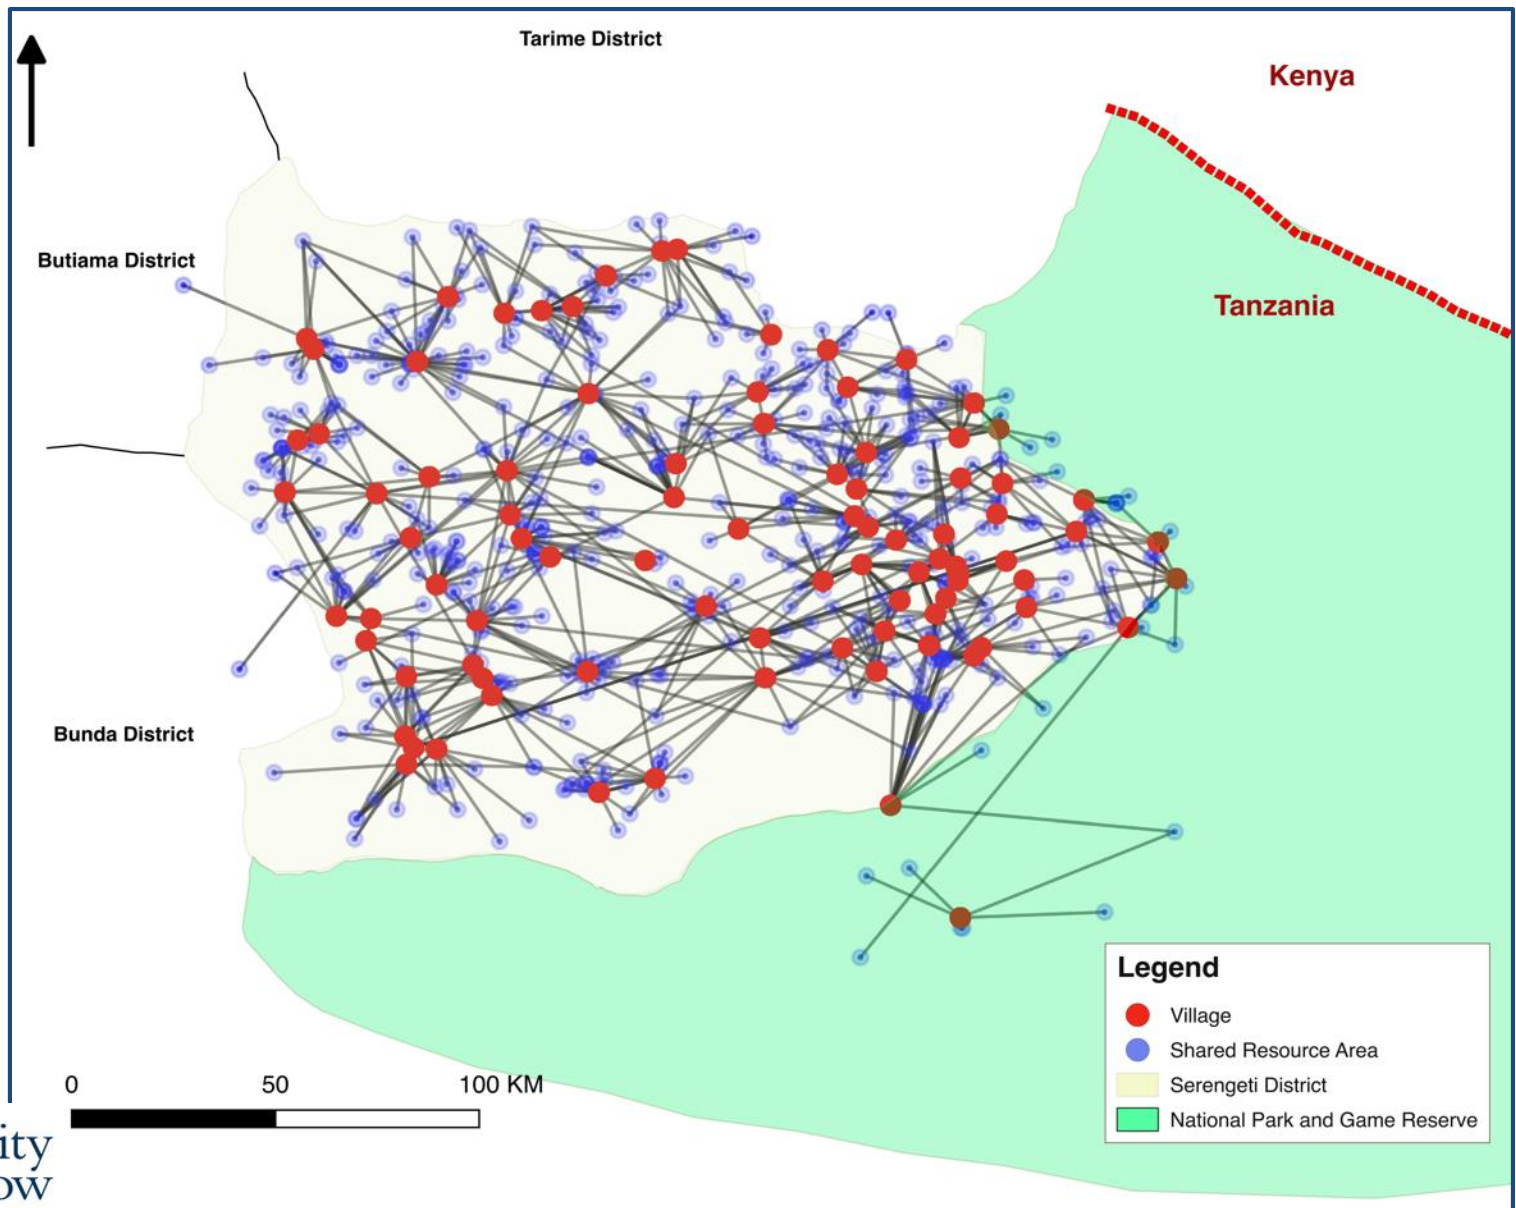 Tarime District
Kenya
Butiama District
Tanzania
Bunda District
Legend
Village
Shared Resource Area
Serengeti District
National Park and Game Reserve
0 50 100 KM
ity
ow